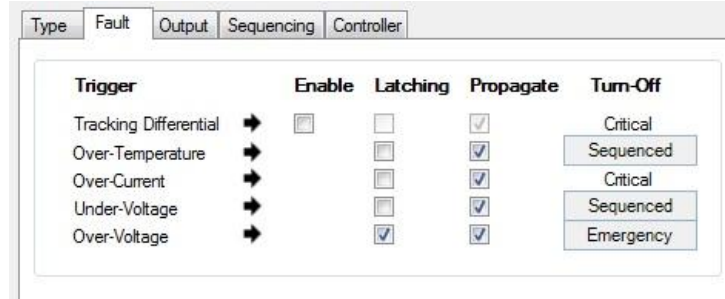 Type Fault Output Sequencing Controller
Trigger Enable Latching Propagate Turn-Off
Tracking Differential Critical
Over-Temperature Sequenced
Over-Current Critical
Under-Voltage Sequenced
Over-Voltage Emergency